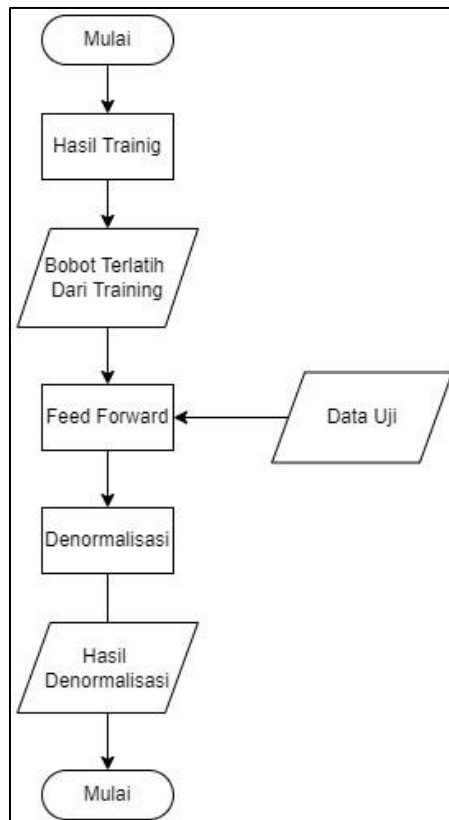 Mulai
Hasil Trainig
Bobot Terlatih
Dari Training
Feed Forward
Data Uji
Denormalisasi
Hasil
Denormalisasi
Mulai